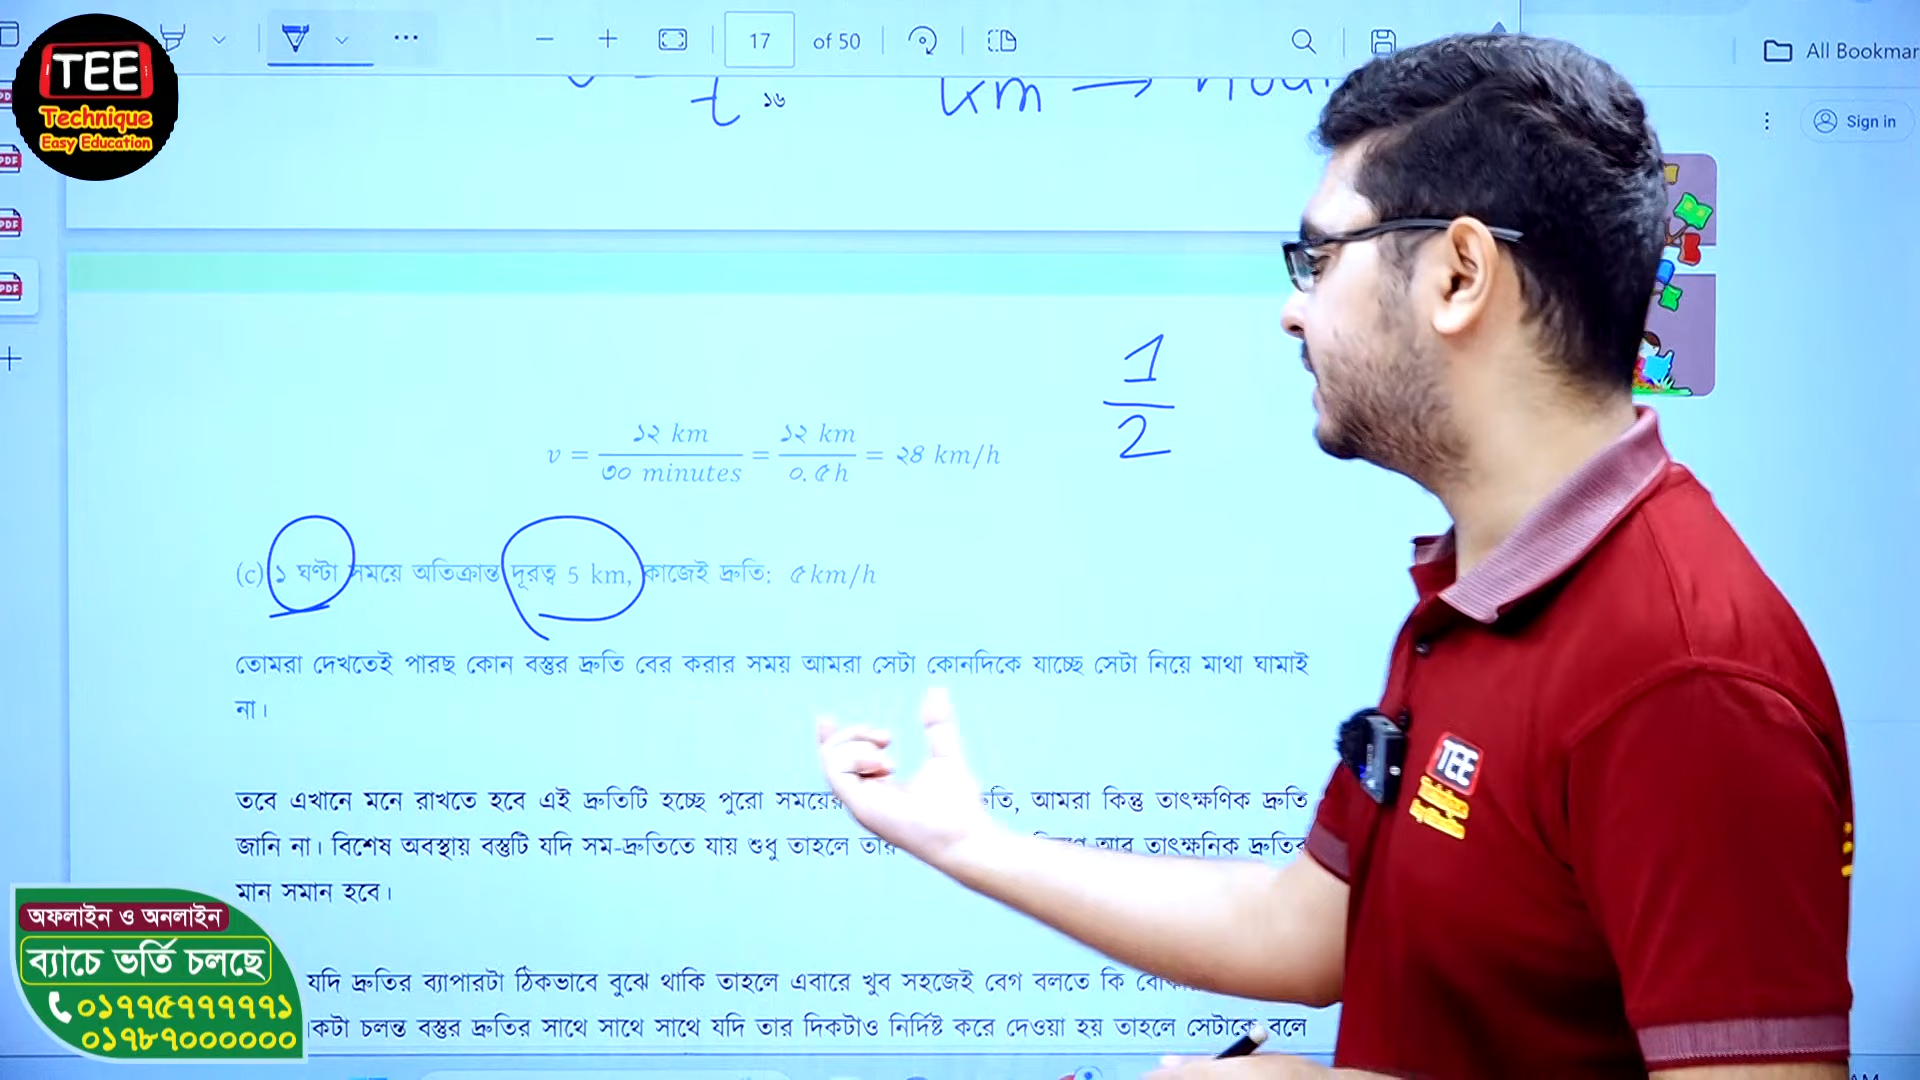 17 of 50
All Bookmar
TEE
Technique
Easy Education
t ১৬ km →
Sign in
1
2
v = ১২ km / ৩০ minutes = ১২ km / ০.৫ h = ২৪ km/h
(c) ১ ঘণ্টা সময়ে অতিক্রান্ত দূরত্ব 5 km, কাজেই দ্রুতি: ৫ km/h
তোমরা দেখতেই পারছ কোন বস্তুর দ্রুতি বের করার সময় আমরা সেটা কোনদিকে যাচ্ছে সেটা নিয়ে মাথা ঘামাই
না।
তবে এখানে মনে রাখতে হবে এই দ্রুতিটি হচ্ছে পুরো সময়ের আমরা কিন্তু তাৎক্ষণিক দ্রুতি
জানি না। বিশেষ অবস্থায় বস্তুটি যদি সম-দ্রুতিতে যায় শুধু তাহলে তার আর তাৎক্ষনিক দ্রুতির
মান সমান হবে।
যদি দ্রুতির ব্যাপারটা ঠিকভাবে বুঝে থাকি তাহলে এবারে খুব সহজেই বেগ বলতে কি
চলন্ত বস্তুর দ্রুতির সাথে সাথে সাথে যদি তার দিকটাও নির্দিষ্ট করে দেওয়া হয় তাহলে সেটাকে বলে
TEE
অফলাইন ও অনলাইন
ব্যাচে ভর্তি চলছে
০১৭৭৫৭৭৭৭৭১
০১৭৮৭০০০০০০